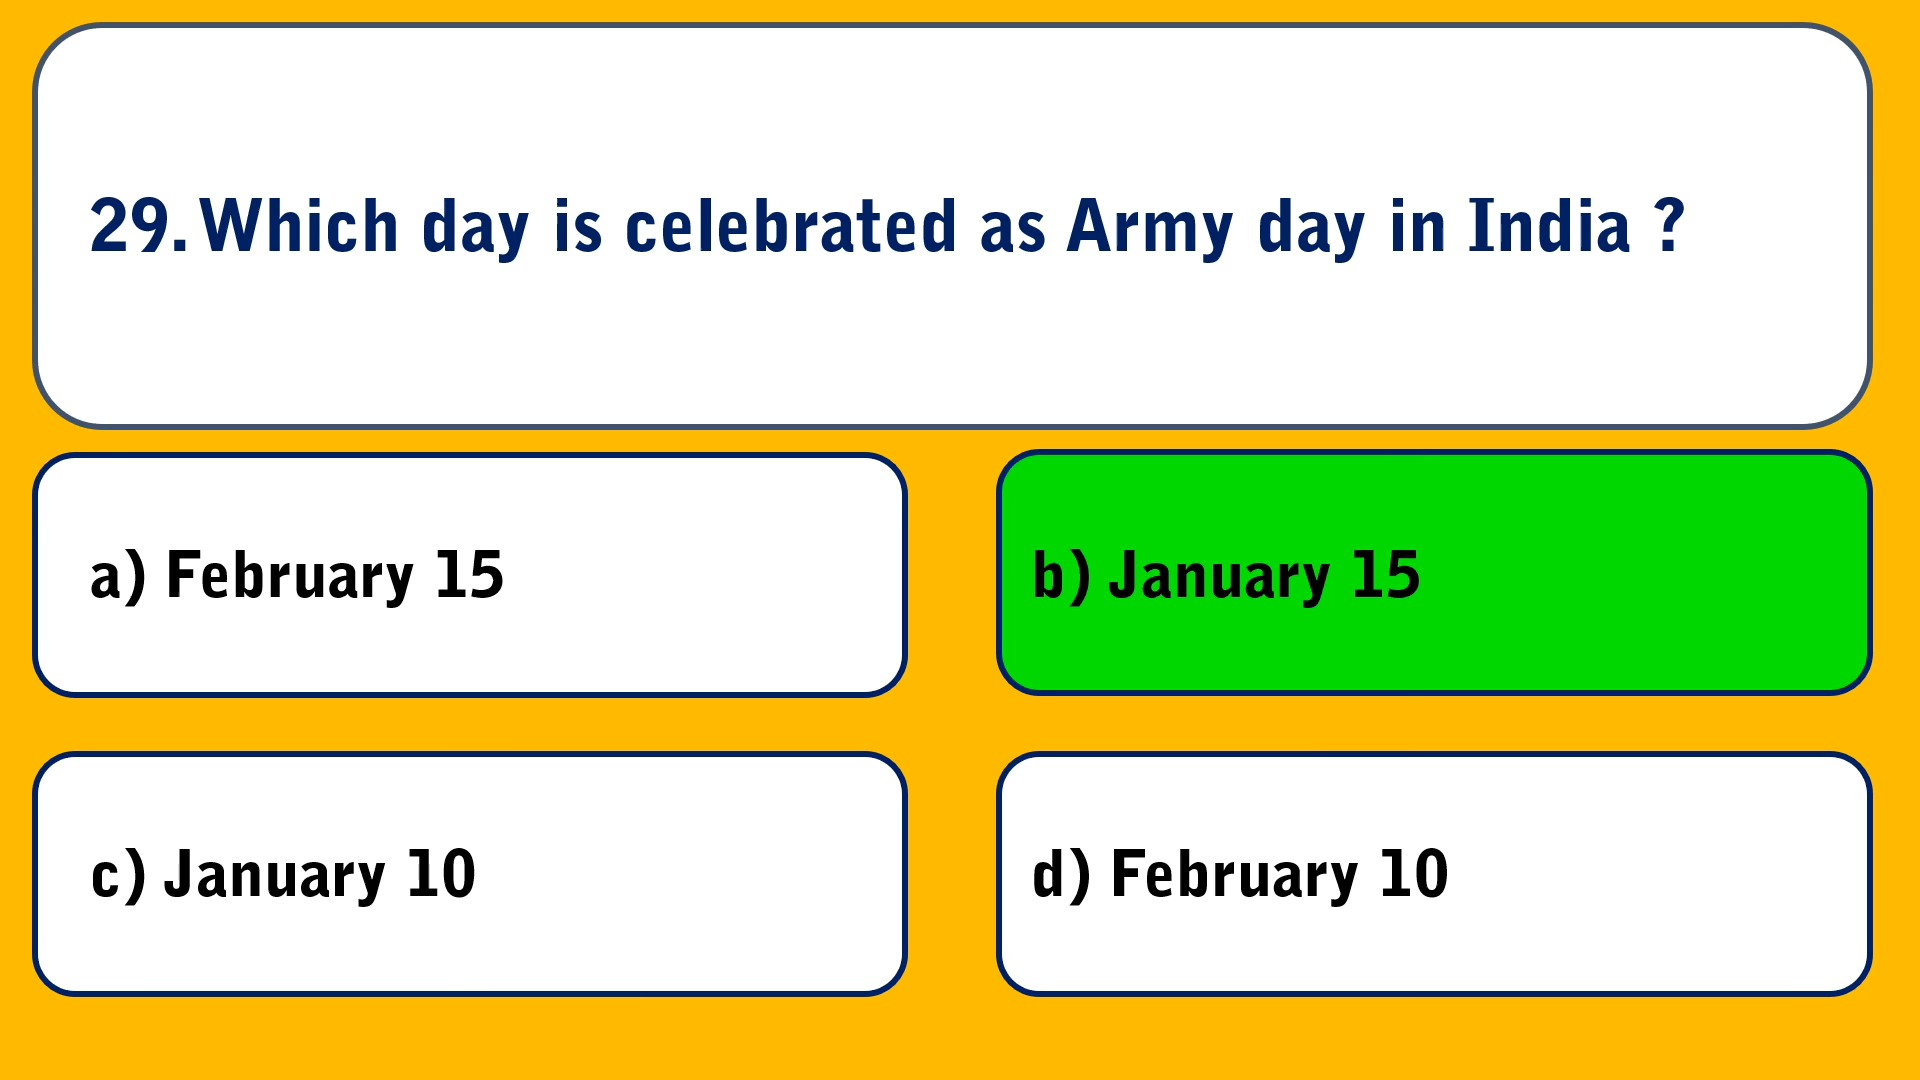 29. Which day is celebrated as Army day in India ?
a) February 15
b) January 15
c) January 10
d) February 10